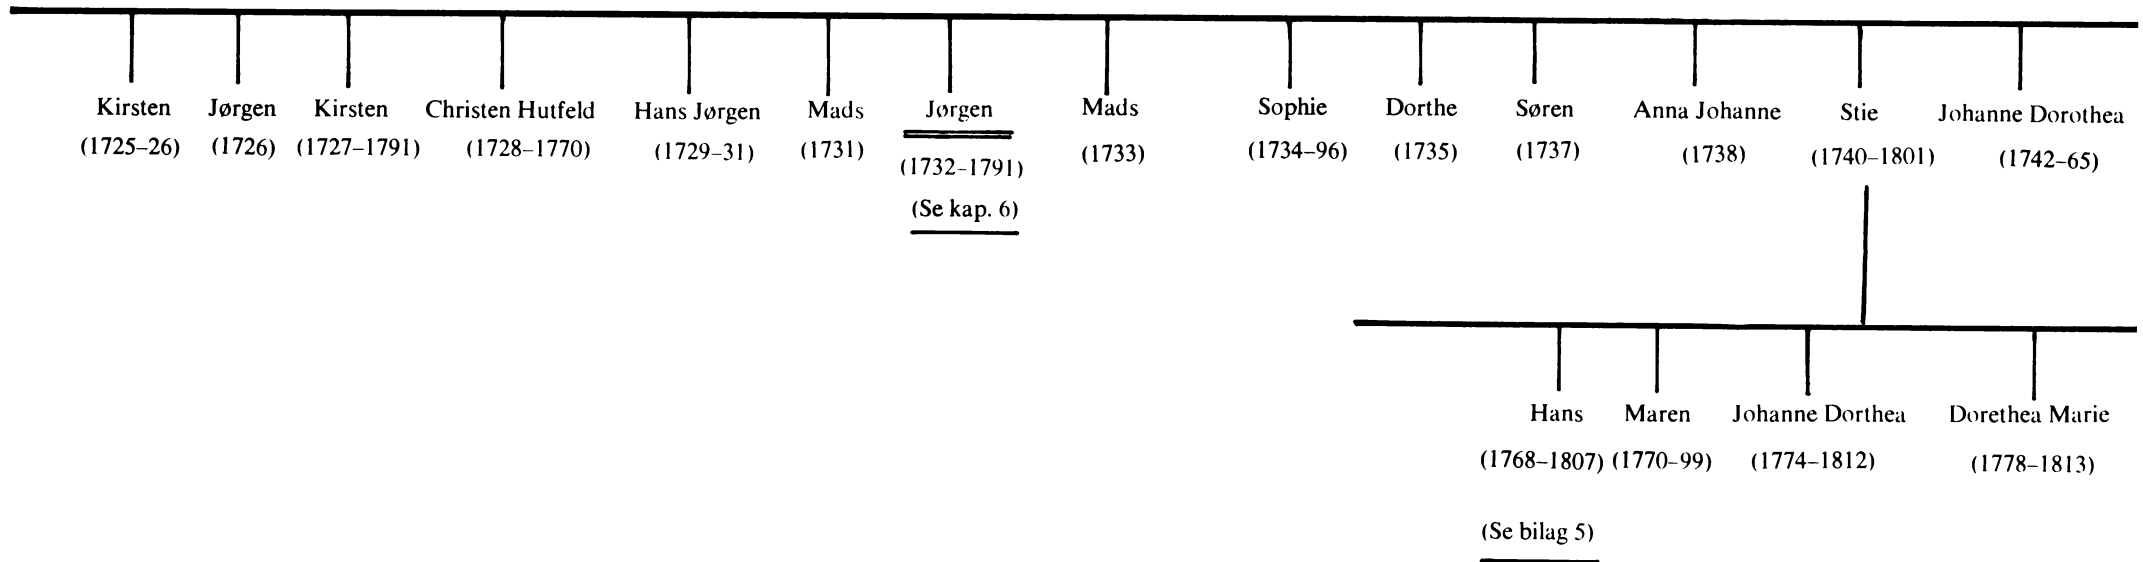 Kirsten Jørgen Kirsten Christen Hutfeld Hans Jørgen Mads Jørgen Mads Sophie Dorthe Søren Anna Johanne Stie Johanne Dorothea
(1725–26) (1726) (1727–1791) (1728–1770) (1729–31) (1731) (1732–1791) (1733) (1734–96) (1735) (1737) (1738) (1740–1801) (1742–65)
(Se kap. 6)
Hans Maren Johanne Dorthea Dorethea Marie
(1768–1807) (1770–99) (1774–1812) (1778–1813)
(Se bilag 5)